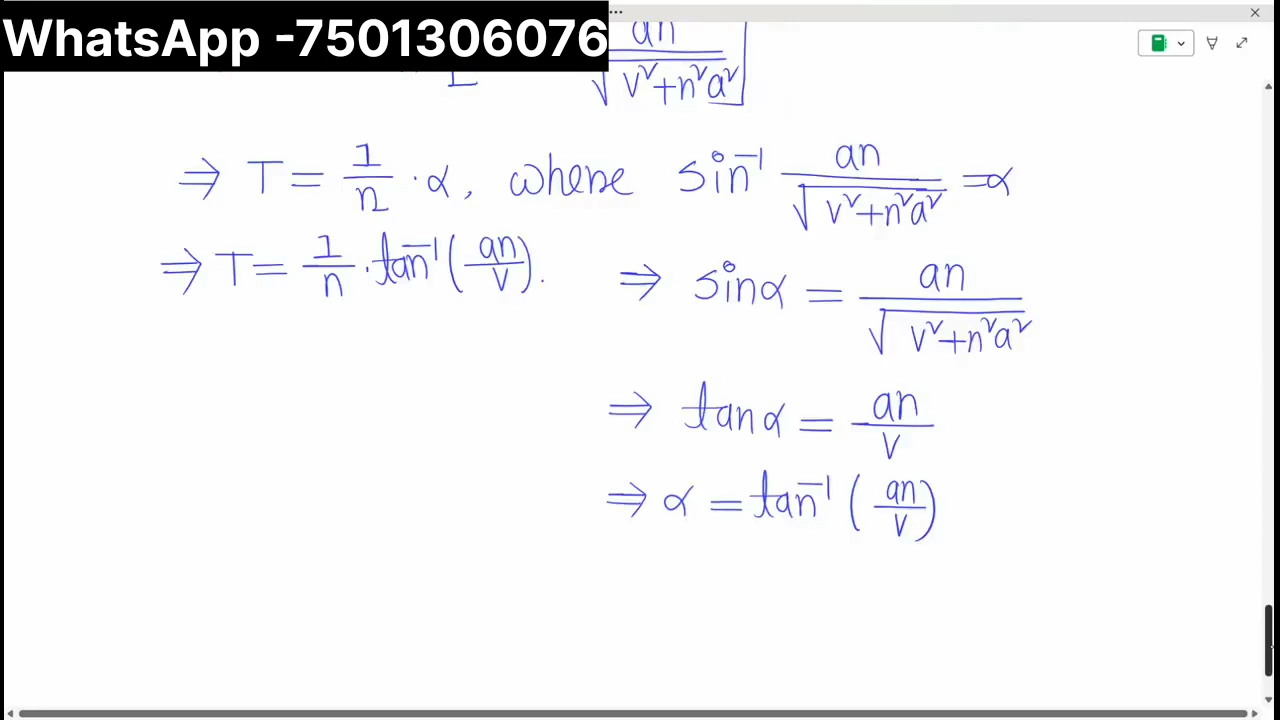 WhatsApp -7501306076
an / √(v²+n²a²)
⇒ T = 1/n · α, where sin⁻¹ an/√(v²+n²a²) = α
⇒ T = 1/n · tan⁻¹(an/v).
⇒ sinα = an/√(v²+n²a²)
⇒ tanα = an/v
⇒ α = tan⁻¹(an/v)